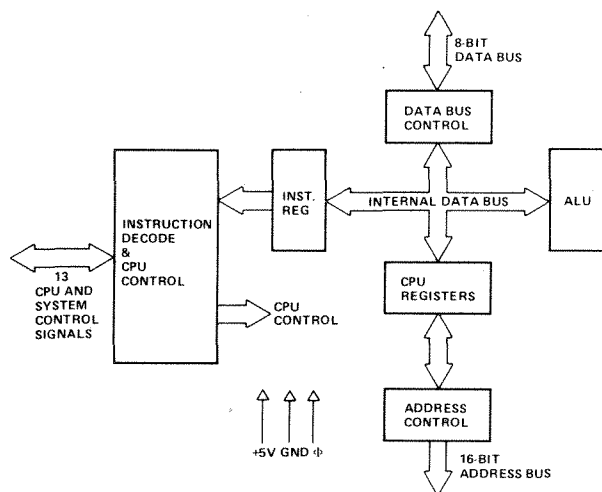 8-BIT
DATA BUS
DATA BUS
CONTROL
INST.
REG
INTERNAL DATA BUS
ALU
INSTRUCTION
DECODE
&
CPU
CONTROL
13
CPU AND
SYSTEM
CONTROL
SIGNALS
CPU
REGISTERS
CPU
CONTROL
ADDRESS
CONTROL
+5V GND Φ
16-BIT
ADDRESS BUS